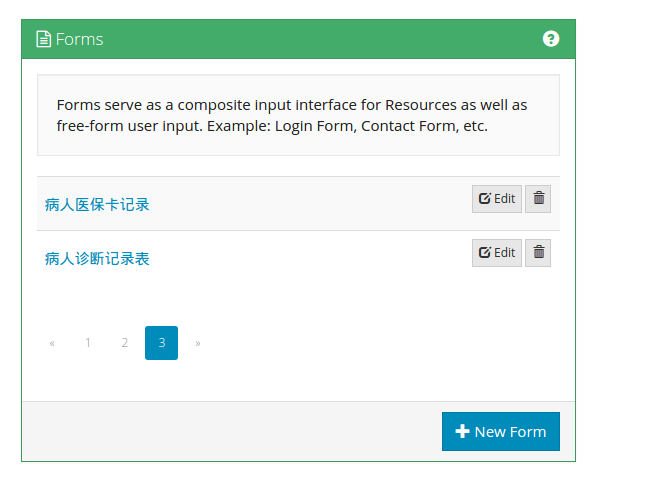 Forms
Forms serve as a composite input interface for Resources as well as
free-form user input. Example: Login Form, Contact Form, etc.
病人医保卡记录
Edit
病人诊断记录表
Edit
« 1 2 3 »
New Form